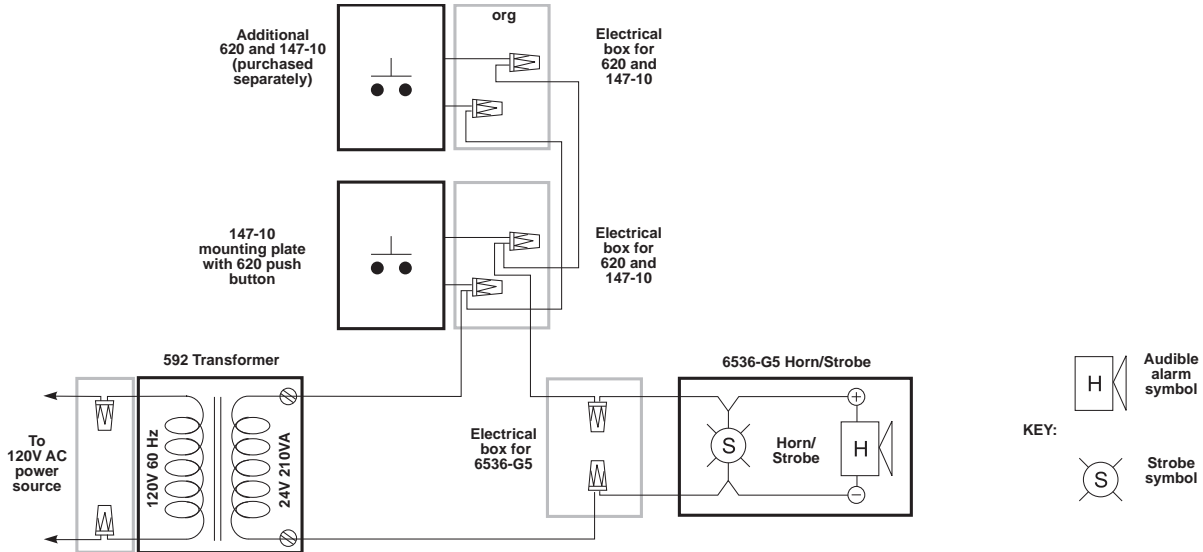 Additional
620 and 147-10
(purchased
separately)
org
Electrical
box for
620 and
147-10
147-10
mounting plate
with 620 push
button
Electrical
box for
620 and
147-10
592 Transformer
To
120V AC
power
source
120V 60 Hz
24V 210VA
Electrical
box for
6536-G5
6536-G5 Horn/Strobe
S
Horn/
Strobe
+
H
−
KEY:
H
Audible
alarm
symbol
S
Strobe
symbol